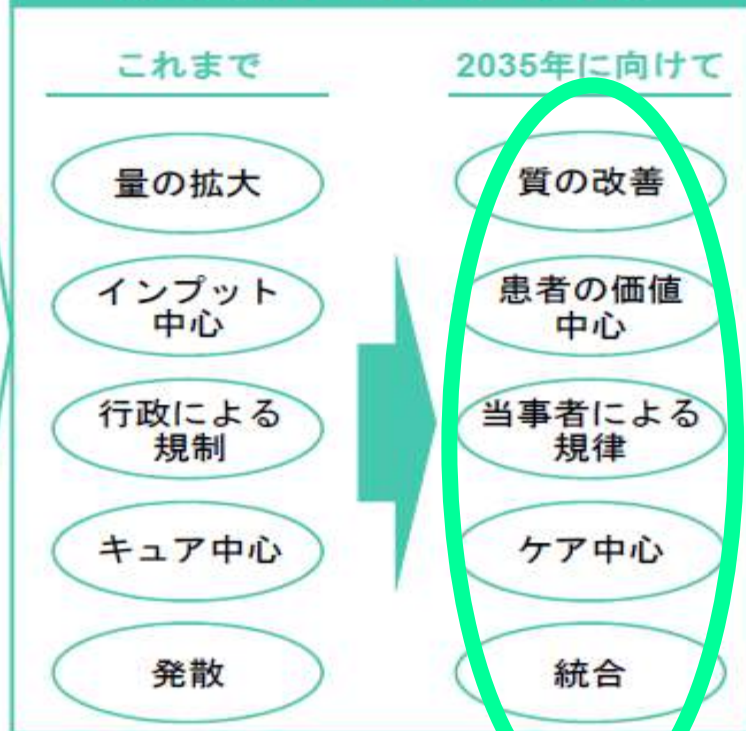 これまで
2035年に向けて
量の拡大
質の改善
インプット
中心
患者の価値
中心
行政による
規制
当事者による
規律
キュア中心
ケア中心
発散
統合